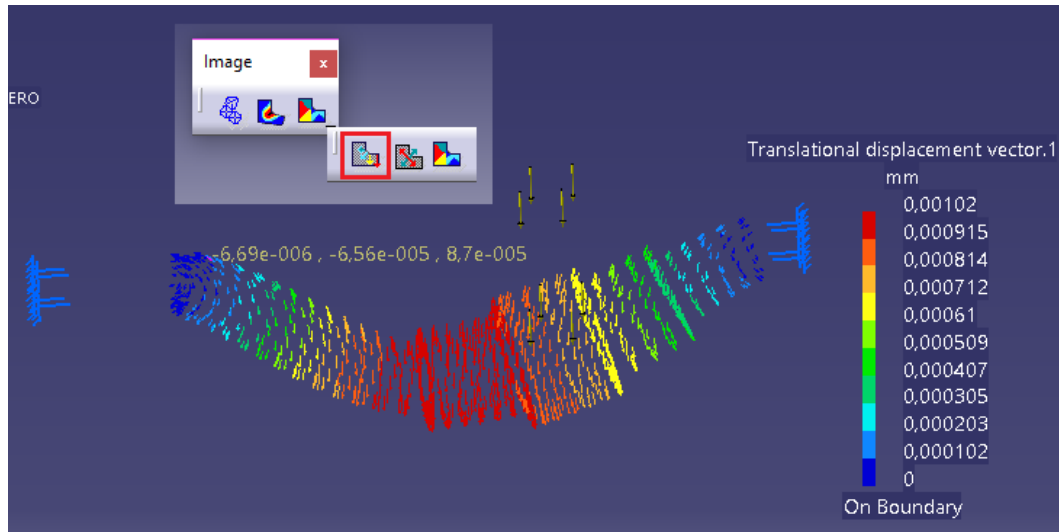 Image
x
ERO
Translational displacement vector.1
mm
-6,69e-006 , -6,56e-005 , 8,7e-005
0,00102
0,000915
0,000814
0,000712
0,00061
0,000509
0,000407
0,000305
0,000203
0,000102
0
On Boundary